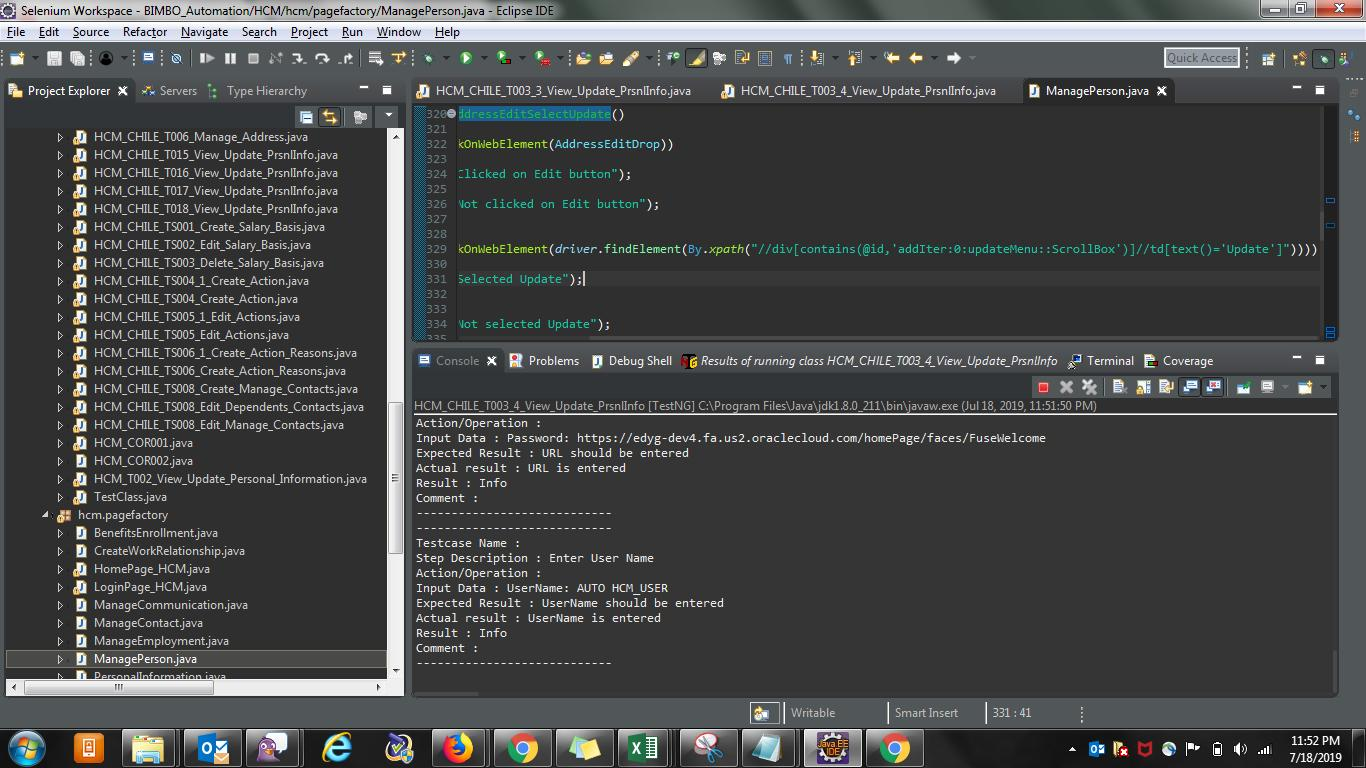 Selenium Workspace - BIMBO_Automation/HCM/hcm/pagefactory/ManagePerson.java - Eclipse IDE
File Edit Source Refactor Navigate Search Project Run Window Help
Quick Access
Project Explorer Servers Type Hierarchy
HCM_CHILE_T006_Manage_Address.java
HCM_CHILE_T015_View_Update_PrsnlInfo.java
HCM_CHILE_T016_View_Update_PrsnlInfo.java
HCM_CHILE_T017_View_Update_PrsnlInfo.java
HCM_CHILE_T018_View_Update_PrsnlInfo.java
HCM_CHILE_TS001_Create_Salary_Basis.java
HCM_CHILE_TS002_Edit_Salary_Basis.java
HCM_CHILE_TS003_Delete_Salary_Basis.java
HCM_CHILE_TS004_1_Create_Action.java
HCM_CHILE_TS004_Create_Action.java
HCM_CHILE_TS005_1_Edit_Actions.java
HCM_CHILE_TS005_Edit_Actions.java
HCM_CHILE_TS006_1_Create_Action_Reasons.java
HCM_CHILE_TS006_Create_Action_Reasons.java
HCM_CHILE_TS008_Create_Manage_Contacts.java
HCM_CHILE_TS008_Edit_Dependents_Contacts.java
HCM_CHILE_TS008_Edit_Manage_Contacts.java
HCM_COR001.java
HCM_COR002.java
HCM_T002_View_Update_Personal_Information.java
TestClass.java
hcm.pagefactory
BenefitsEnrollment.java
CreateWorkRelationship.java
HomePage_HCM.java
LoginPage_HCM.java
ManageCommunication.java
ManageContact.java
ManageEmployment.java
ManagePerson.java
PersonalInformation.java
HCM_CHILE_T003_3_View_Update_PrsnlInfo.java HCM_CHILE_T003_4_View_Update_PrsnlInfo.java ManagePerson.java
320 ddressEditSelectUpdate()
321
322 kOnWebElement(AddressEditDrop))
323
324 Clicked on Edit button");
325
326 Not clicked on Edit button");
327
328
329 kOnWebElement(driver.findElement(By.xpath("//div[contains(@id,'addIter:0:updateMenu::ScrollBox')]//td[text()='Update']"))))
330
331 Selected Update");
332
333
334 Not selected Update");
335
Console Problems Debug Shell Results of running class HCM_CHILE_T003_4_View_Update_PrsnlInfo Terminal Coverage
HCM_CHILE_T003_4_View_Update_PrsnlInfo [TestNG] C:\Program Files\Java\jdk1.8.0_211\bin\javaw.exe (Jul 18, 2019, 11:51:50 PM)
Action/Operation :
Input Data : Password: https://edyg-dev4.fa.us2.oraclecloud.com/homePage/faces/FuseWelcome
Expected Result : URL should be entered
Actual result : URL is entered
Result : Info
Comment :
----------------------------
----------------------------
Testcase Name :
Step Description : Enter User Name
Action/Operation :
Input Data : UserName: AUTO HCM_USER
Expected Result : UserName should be entered
Actual result : UserName is entered
Result : Info
Comment :
----------------------------
Writable Smart Insert 331 : 41
Java EE
IDE
11:52 PM
7/18/2019